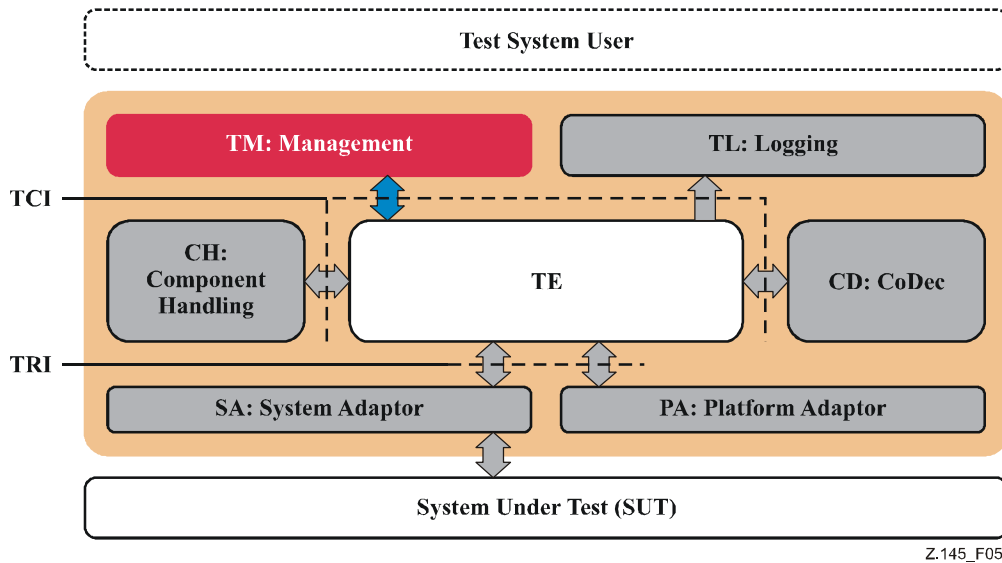 Test System User
TM: Management
TL: Logging
TCI
CH:
Component
Handling
TE
CD: CoDec
TRI
SA: System Adaptor
PA: Platform Adaptor
System Under Test (SUT)
Z.145_F05